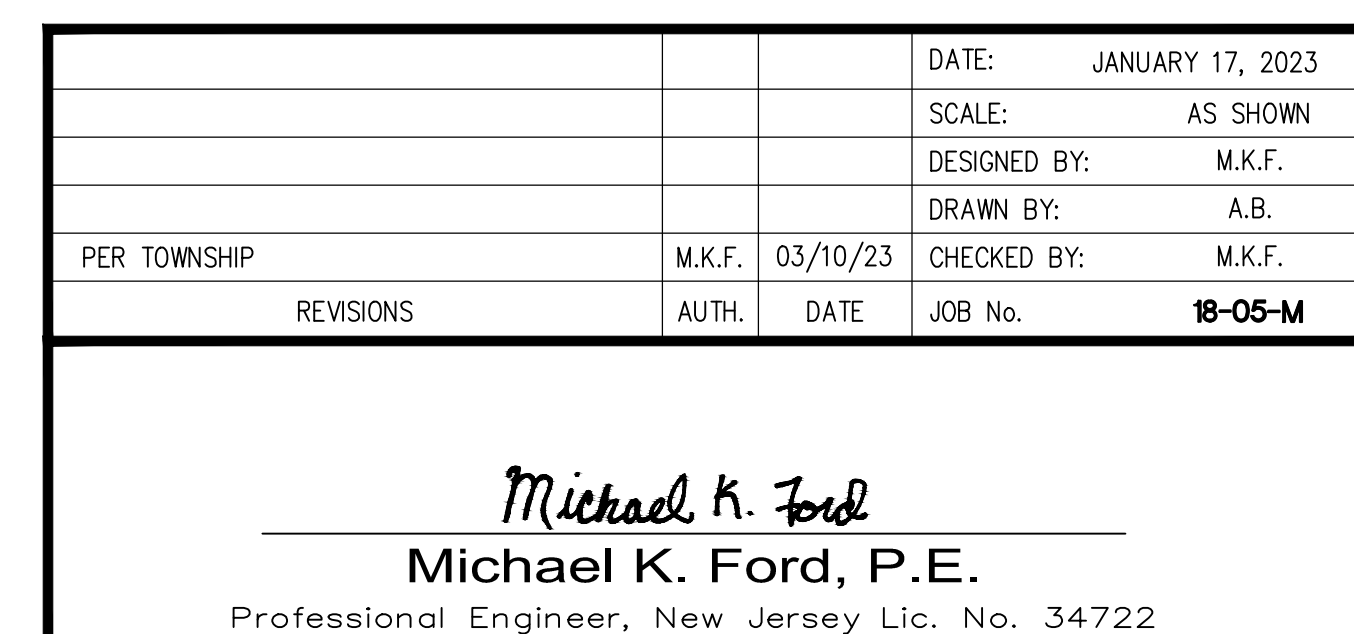 DATE: JANUARY 17, 2023
SCALE: AS SHOWN
DESIGNED BY: M.K.F.
DRAWN BY: A.B.
PER TOWNSHIP M.K.F. 03/10/23 CHECKED BY: M.K.F.
REVISIONS AUTH. DATE JOB No. 18-05-M
Michael K. Ford
Michael K. Ford, P.E.
Professional Engineer, New Jersey Lic. No. 34722